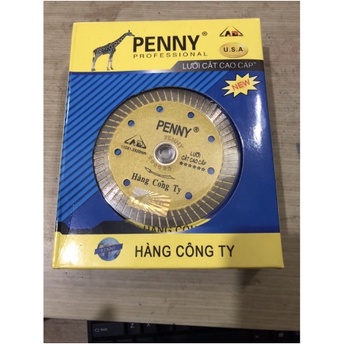 PENNY®
PROFESSIONAL
U.S.A
LƯỠI CẮT CAO CẤP
NEW
PENNY®
LƯỠI
CẮT CAO CẤP
Hàng Công Ty
HÀNG CÔNG TY